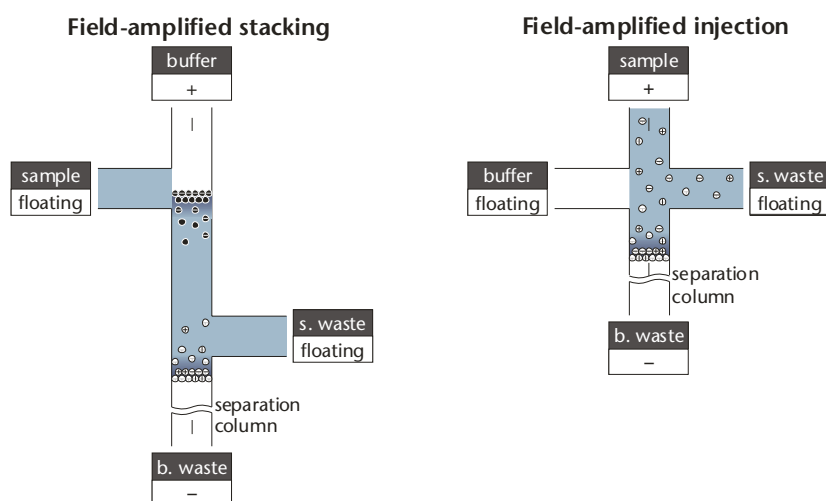 Field-amplified stacking
buffer
+
sample
floating
s. waste
floating
separation
column
b. waste
–
Field-amplified injection
sample
+
buffer
floating
s. waste
floating
separation
column
b. waste
–